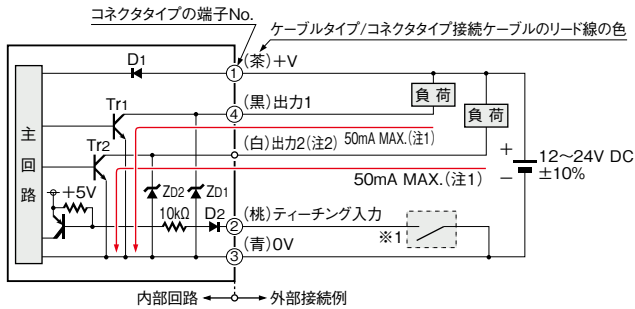 コネクタタイプの端子No.
ケーブルタイプ/コネクタタイプ接続ケーブルのリード線の色
D1
① (茶)+V
Tr1
④ (黒)出力1
負荷
負荷
主回路
Tr2
(白)出力2(注2)
50mA MAX.(注1)
+
−
12〜24V DC
±10%
50mA MAX.(注1)
+5V
ZD2
ZD1
10kΩ
D2
② (桃)ティーチング入力
※1
③ (青)0V
内部回路
外部接続例